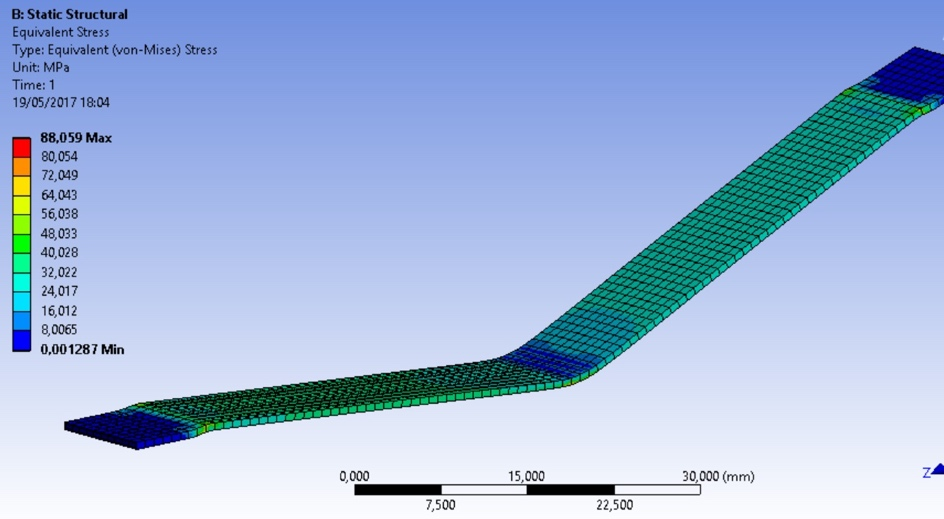 B: Static Structural
Equivalent Stress
Type: Equivalent (von-Mises) Stress
Unit: MPa
Time: 1
19/05/2017 18:04
88,059 Max
80,054
72,049
64,043
56,038
48,033
40,028
32,022
24,017
16,012
8,0065
0,001287 Min
0,000 15,000 30,000 (mm)
7,500 22,500
Z